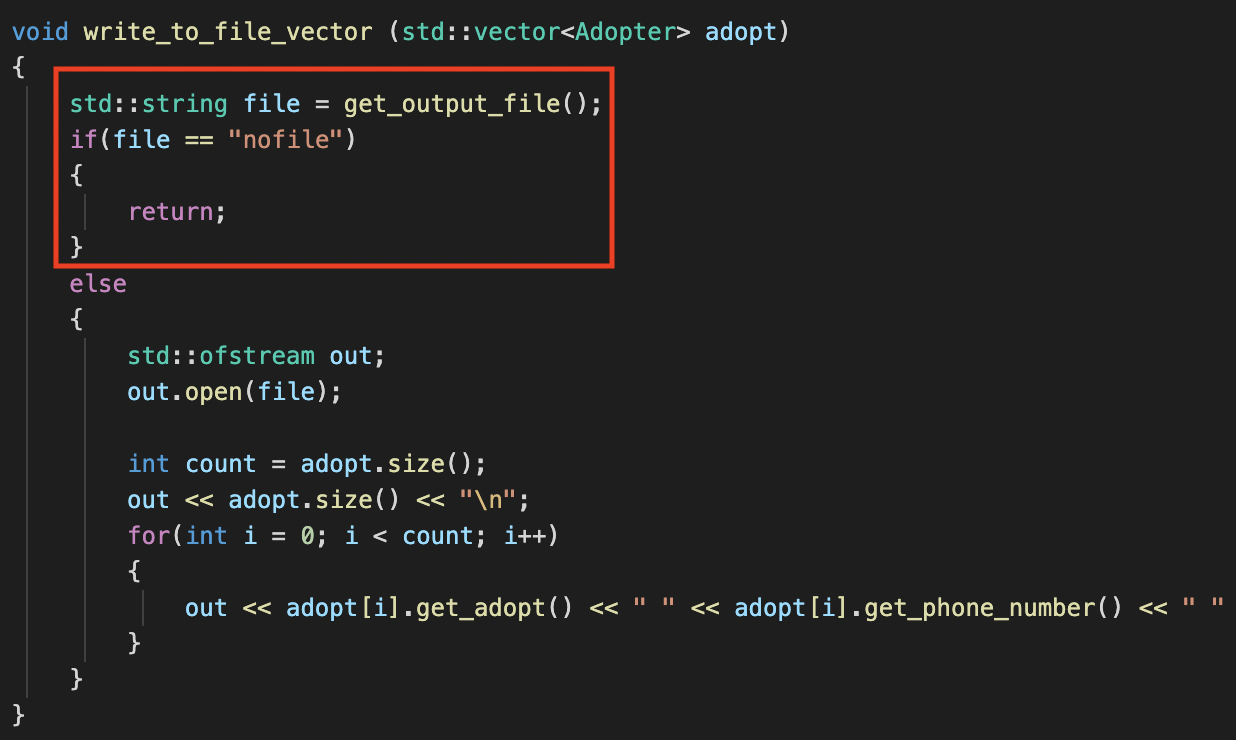 void write_to_file_vector (std::vector<Adopter> adopt)
{
    std::string file = get_output_file();
    if(file == "nofile")
    {
        return;
    }
    else
    {
        std::ofstream out;
        out.open(file);

        int count = adopt.size();
        out << adopt.size() << "\n";
        for(int i = 0; i < count; i++)
        {
            out << adopt[i].get_adopt() << " " << adopt[i].get_phone_number() << " "
        }
    }
}